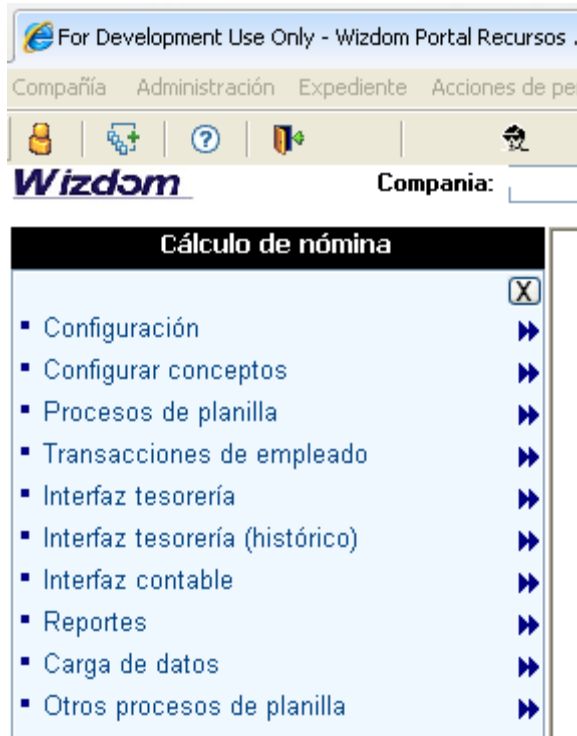 For Development Use Only - Wizdom Portal Recursos
Compañía Administración Expediente Acciones de pe
Wizdom Compania:
Cálculo de nómina
X
Configuración
Configurar conceptos
Procesos de planilla
Transacciones de empleado
Interfaz tesorería
Interfaz tesorería (histórico)
Interfaz contable
Reportes
Carga de datos
Otros procesos de planilla